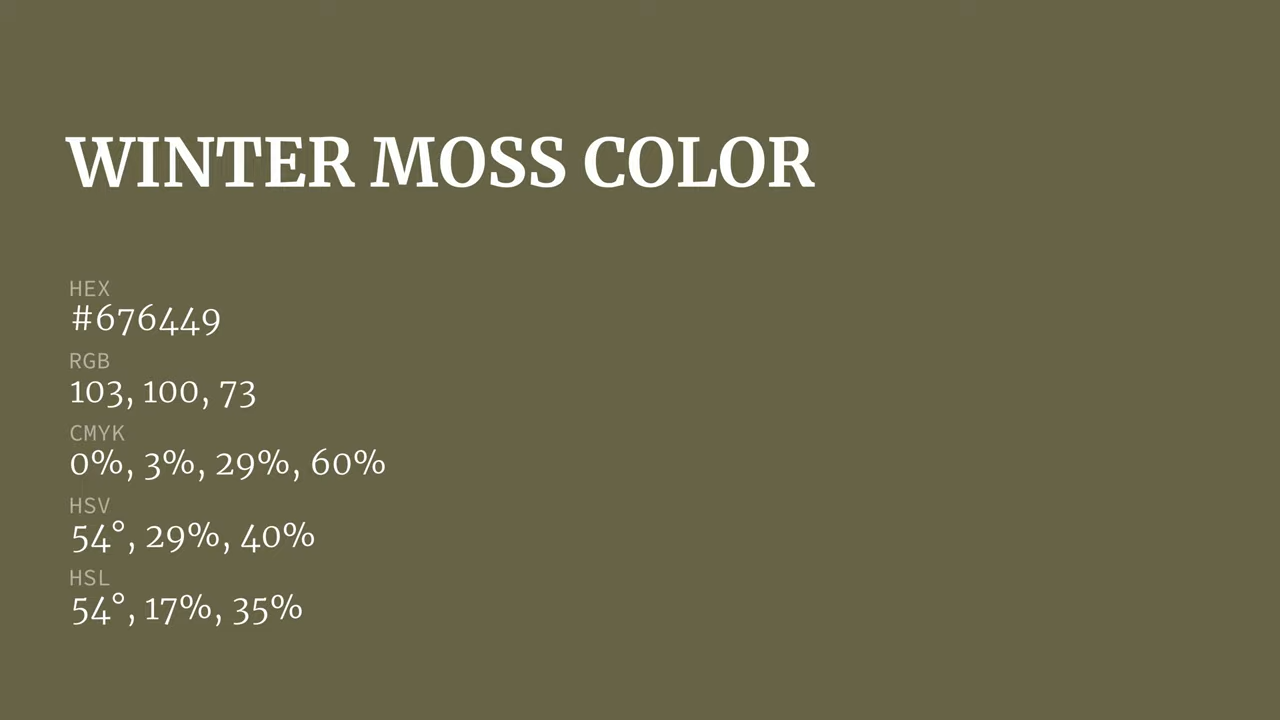 WINTER MOSS COLOR
HEX
#676449
RGB
103, 100, 73
CMYK
0%, 3%, 29%, 60%
HSV
54°, 29%, 40%
HSL
54°, 17%, 35%